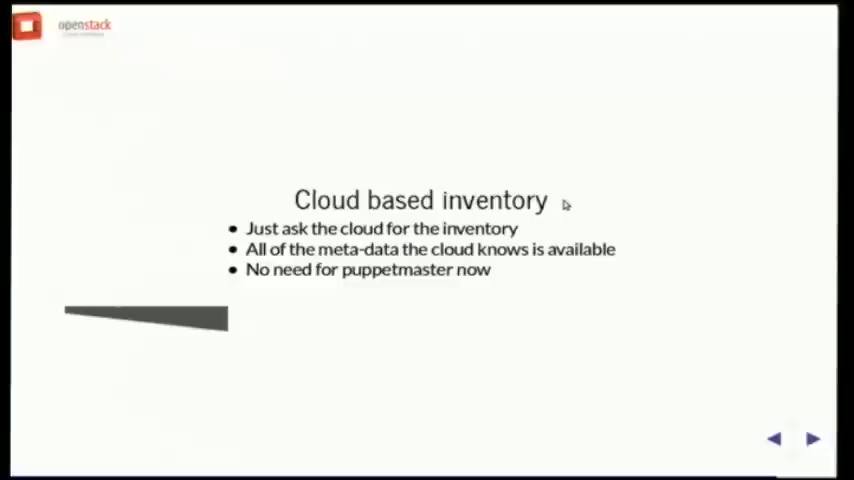 openstack
Cloud based inventory
Just ask the cloud for the inventory
All of the meta-data the cloud knows is available
No need for puppetmaster now